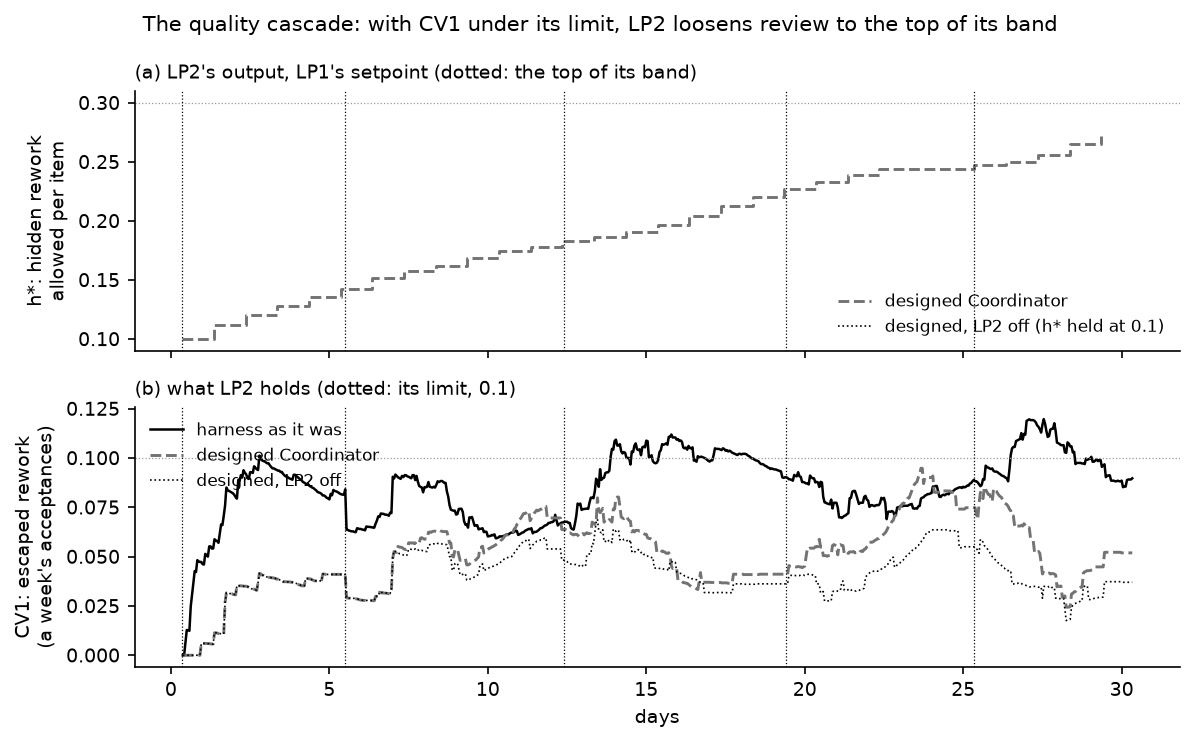 The quality cascade: with CV1 under its limit, LP2 loosens review to the top of its band
(a) LP2's output, LP1's setpoint (dotted: the top of its band)
h*: hidden rework
allowed per item
0.30
0.25
0.20
0.15
0.10
designed Coordinator
designed, LP2 off (h* held at 0.1)
(b) what LP2 holds (dotted: its limit, 0.1)
CV1: escaped rework
(a week's acceptances)
0.125
0.100
0.075
0.050
0.025
0.000
harness as it was
designed Coordinator
designed, LP2 off
0 5 10 15 20 25 30
days